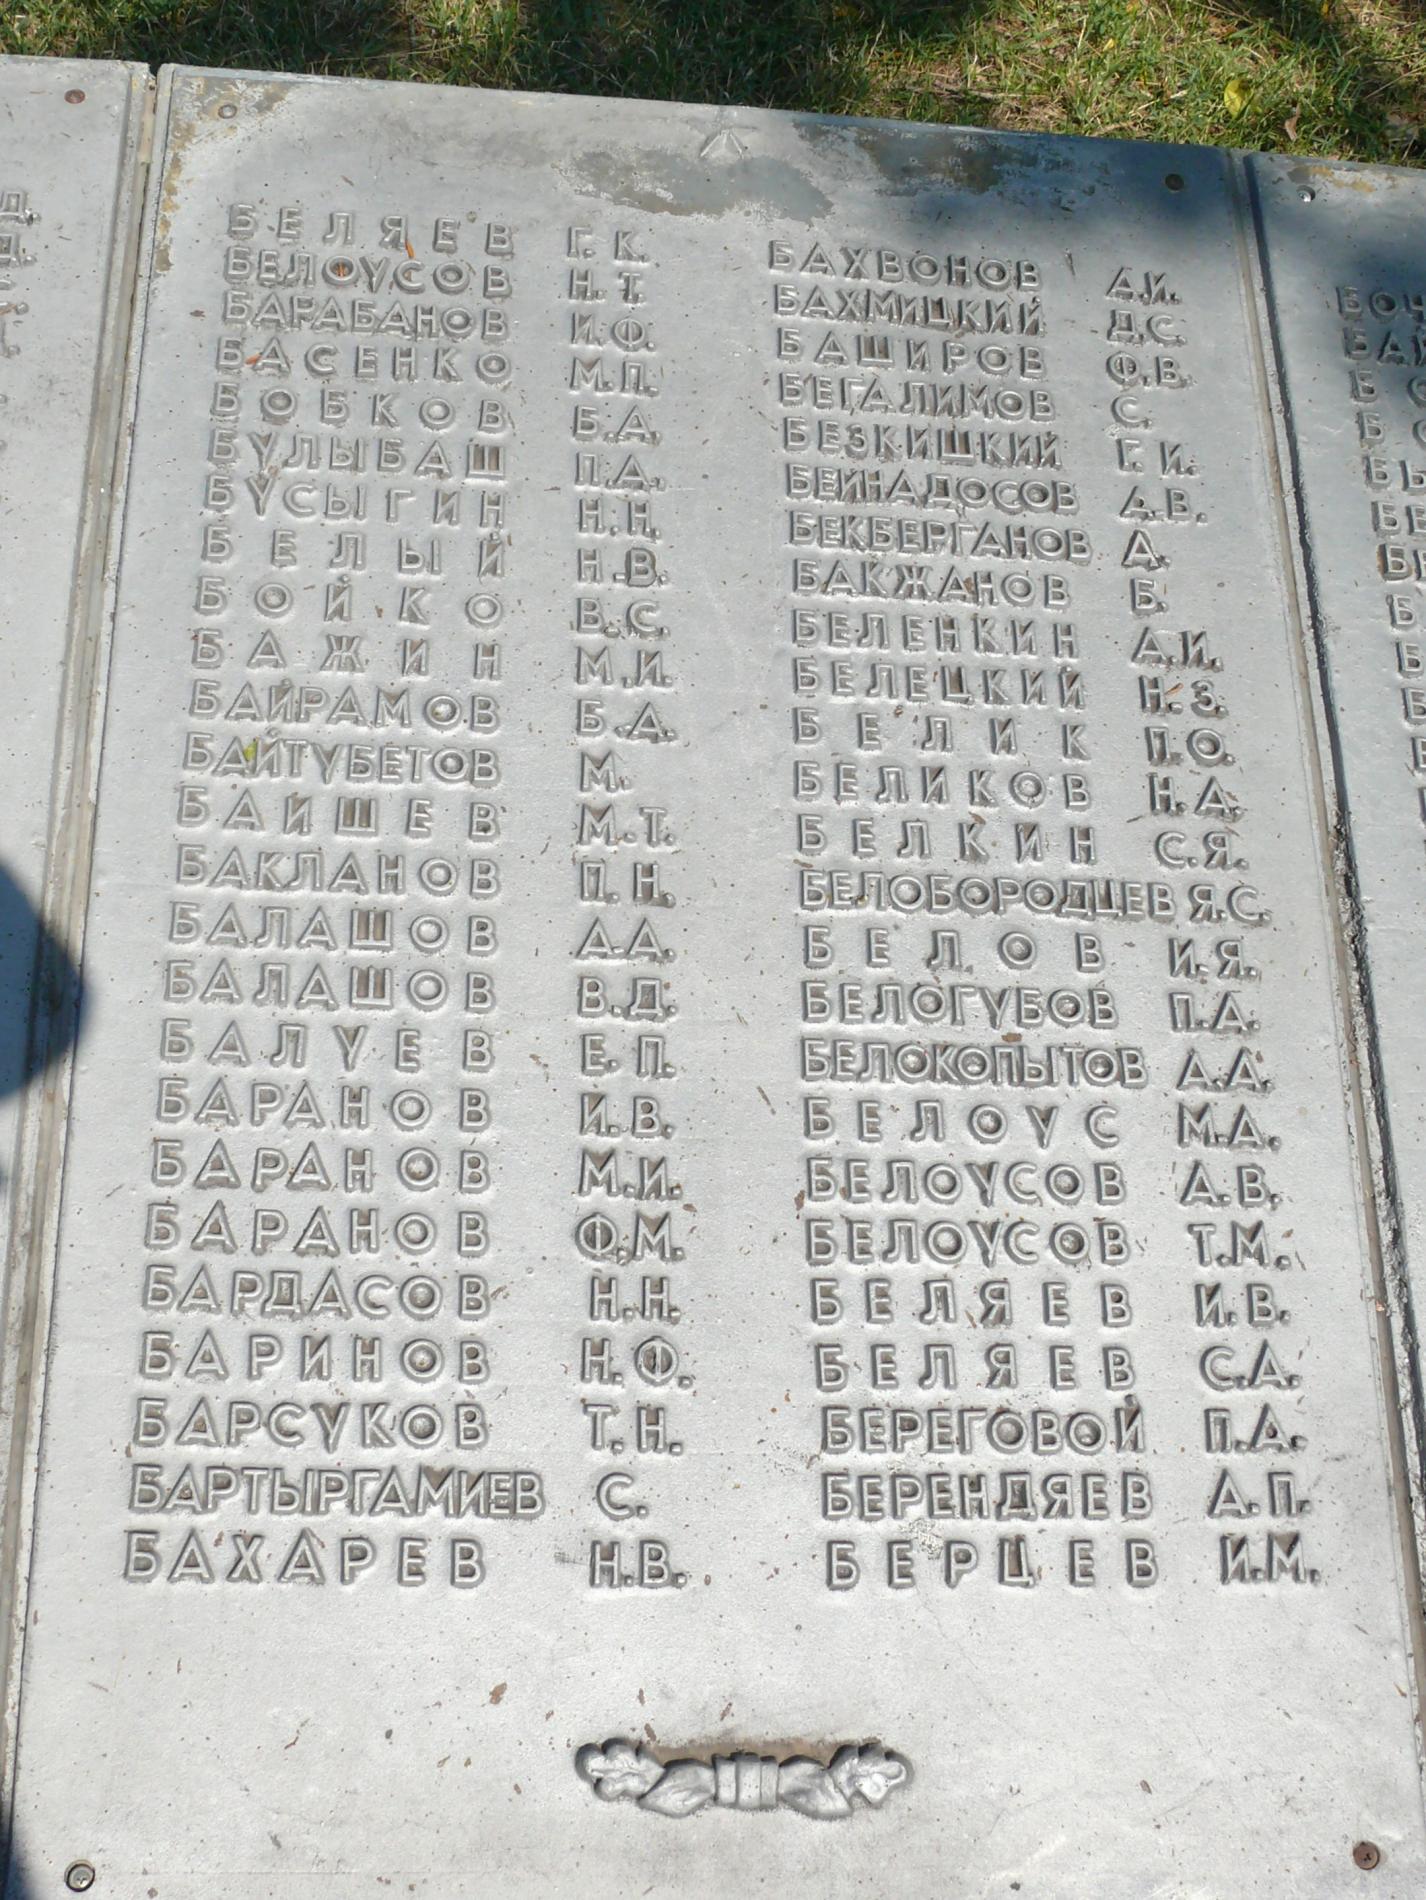 БЕЛЯЕВ Г.К.
БЕЛОУСОВ Н.Т.
БАРАБАНОВ И.Ф.
БАСЕНКО М.П.
БОБКОВ Б.А.
БУЛЫБАШ П.А.
БУСЫГИН Н.Н.
БЕЛЫЙ Н.В.
БОЙКО В.С.
БАЖИН М.И.
БАЙРАМОВ Б.Д.
БАЙТУБЕТОВ М.
БАИШЕВ М.Т.
БАКЛАНОВ П.Н.
БАЛАШОВ А.А.
БАЛАШОВ В.Д.
БАЛУЕВ Е.П.
БАРАНОВ И.В.
БАРАНОВ М.И.
БАРАНОВ Ф.М.
БАРДАСОВ Н.Н.
БАРИНОВ Н.Ф.
БАРСУКОВ Т.Н.
БАРТЫРГАМИЕВ С.
БАХАРЕВ Н.В.
БАХВОНОВ А.И.
БАХМИЦКИЙ Д.С.
БАШИРОВ Ф.В.
БЕГАЛИМОВ С.
БЕЗКИШКИЙ Г.И.
БЕЙНАДОСОВ А.В.
БЕКБЕРГАНОВ А.
БАКЖАНОВ Б.
БЕЛЕНКИН А.И.
БЕЛЕЦКИЙ Н.З.
БЕЛИК П.О.
БЕЛИКОВ Н.А.
БЕЛКИН С.Я.
БЕЛОБОРОДЦЕВ Я.С.
БЕЛОВ И.Я.
БЕЛОГУБОВ П.А.
БЕЛОКОПЫТОВ А.А.
БЕЛОУС М.А.
БЕЛОУСОВ А.В.
БЕЛОУСОВ Т.М.
БЕЛЯЕВ И.В.
БЕЛЯЕВ С.А.
БЕРЕГОВОЙ П.А.
БЕРЕНДЯЕВ А.П.
БЕРЦЕВ И.М.